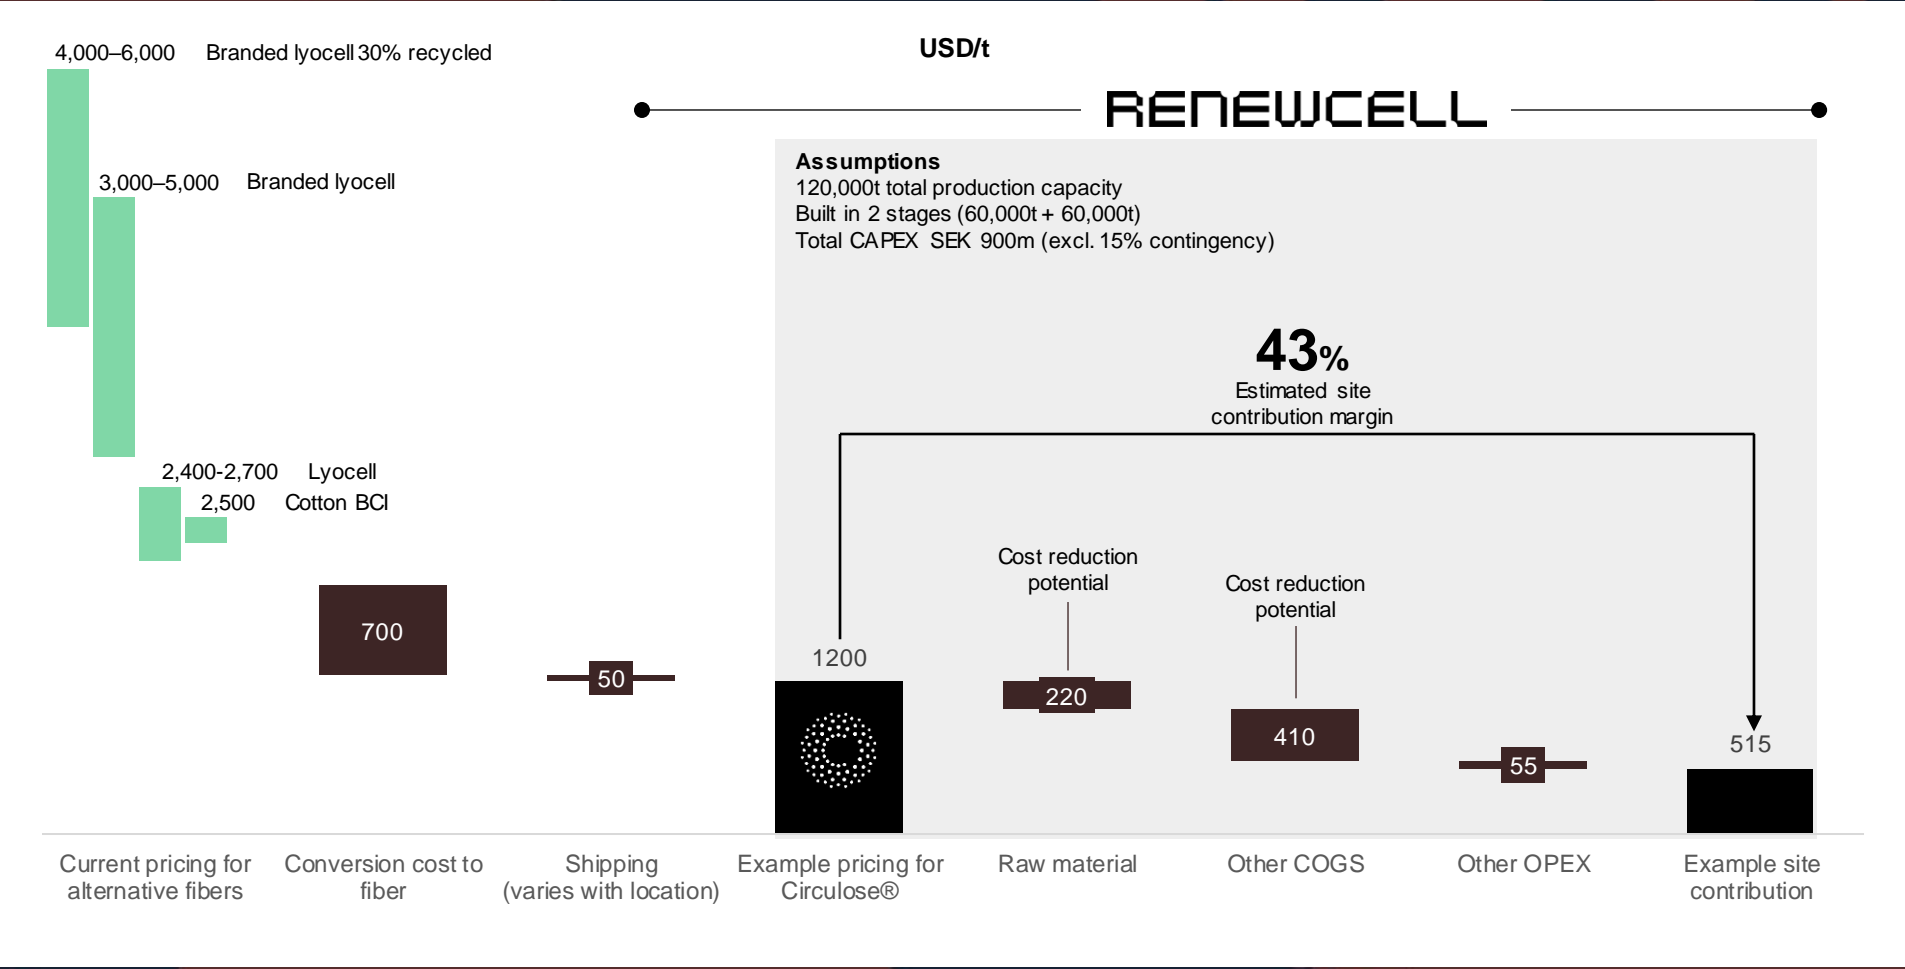 USD/t
4,000–6,000 Branded lyocell 30% recycled
RENEWCELL
3,000–5,000 Branded lyocell
Assumptions
120,000t total production capacity
Built in 2 stages (60,000t + 60,000t)
Total CAPEX SEK 900m (excl. 15% contingency)
43%
Estimated site
contribution margin
2,400-2,700 Lyocell
2,500 Cotton BCI
700
50
1200
Cost reduction
potential
220
Cost reduction
potential
410
55
515
Current pricing for
alternative fibers
Conversion cost to
fiber
Shipping
(varies with location)
Example pricing for
Circulose®
Raw material
Other COGS
Other OPEX
Example site
contribution